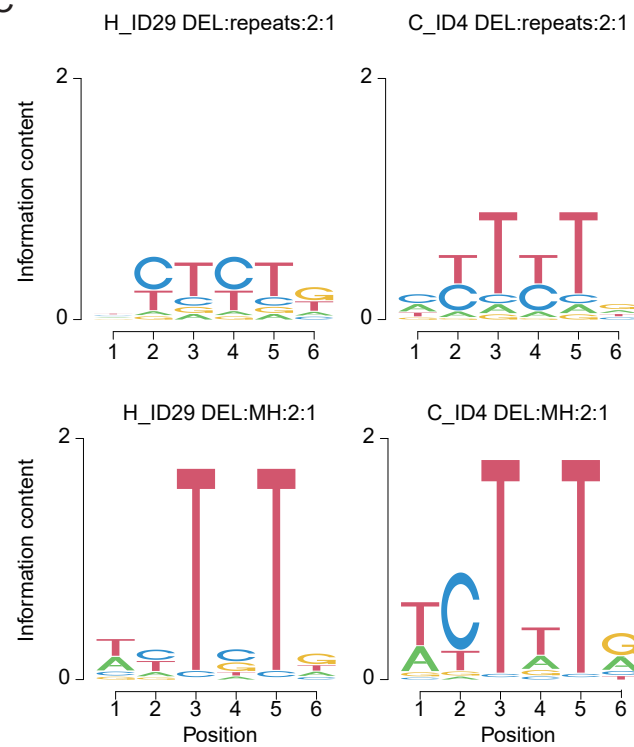 H_ID29 DEL:repeats:2:1
C_ID4 DEL:repeats:2:1
2
2
Information content
0
0
1 2 3 4 5 6
1 2 3 4 5 6
H_ID29 DEL:MH:2:1
C_ID4 DEL:MH:2:1
2
2
Information content
0
0
1 2 3 4 5 6
1 2 3 4 5 6
Position
Position